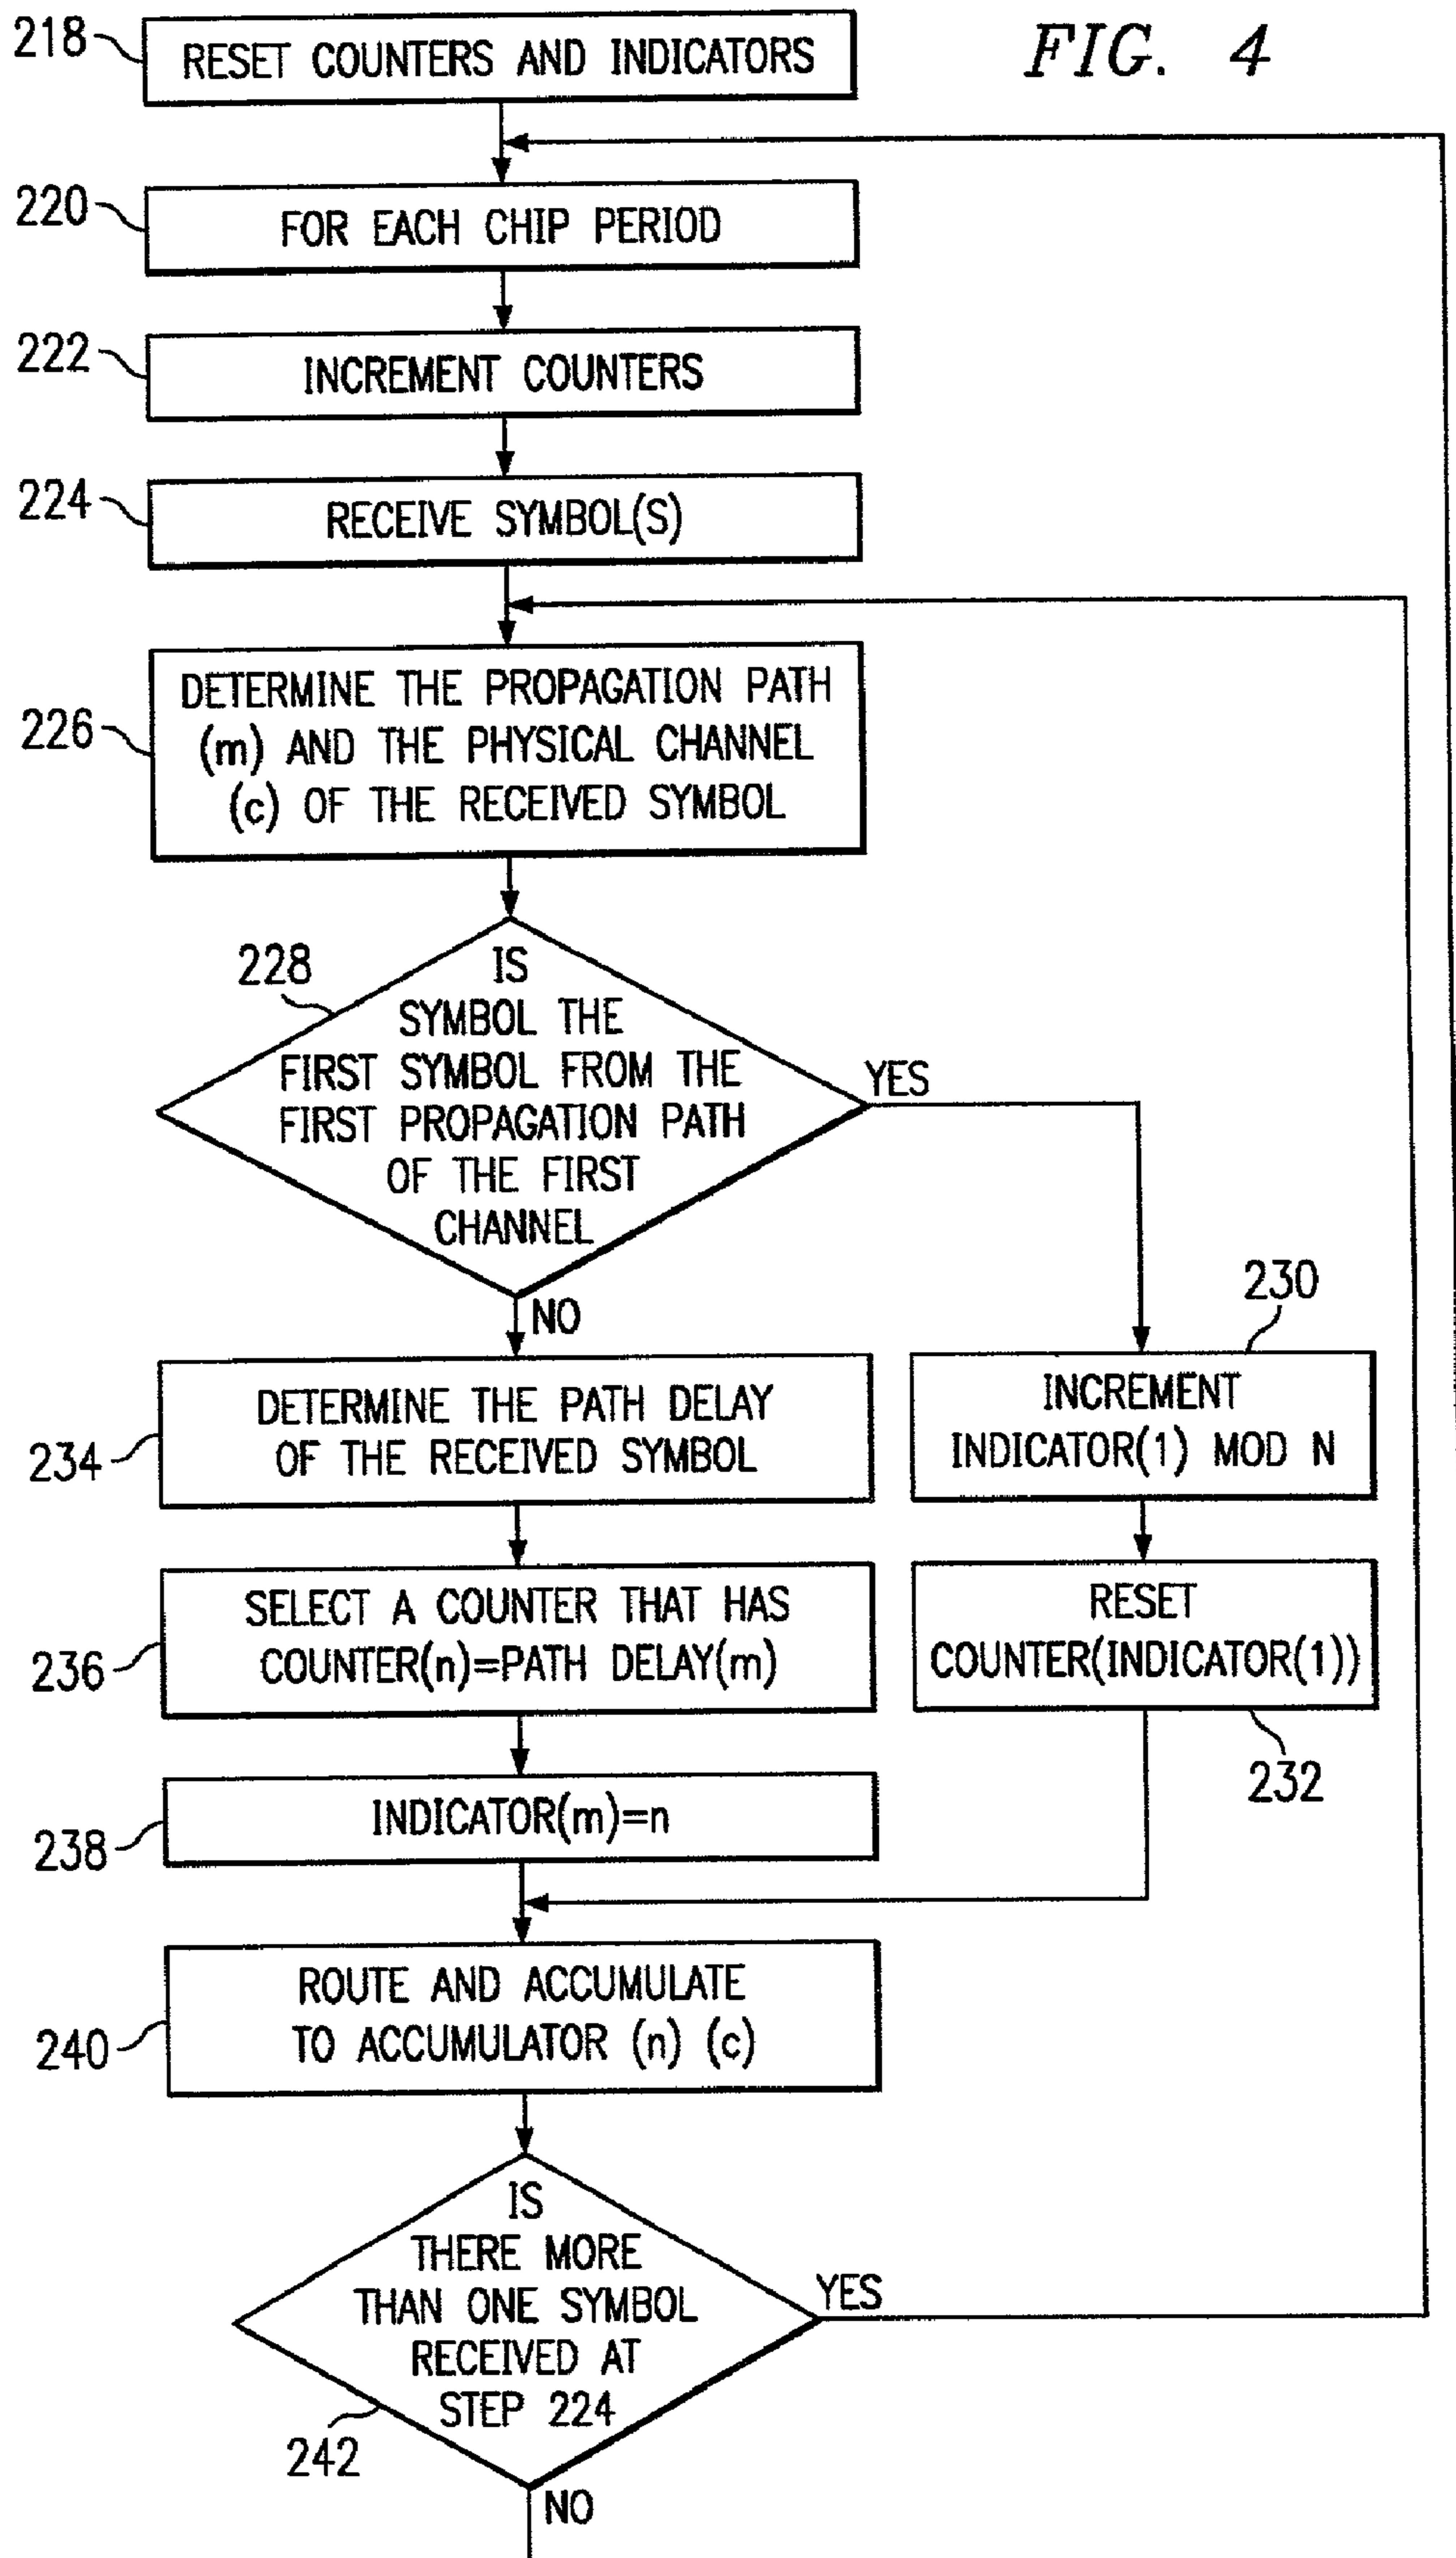 FIG. 4
218
RESET COUNTERS AND INDICATORS
220
FOR EACH CHIP PERIOD
222
INCREMENT COUNTERS
224
RECEIVE SYMBOL(S)
226
DETERMINE THE PROPAGATION PATH
(m) AND THE PHYSICAL CHANNEL
(c) OF THE RECEIVED SYMBOL
228
IS
SYMBOL THE
FIRST SYMBOL FROM THE
FIRST PROPAGATION PATH
OF THE FIRST
CHANNEL
YES
NO
230
INCREMENT
INDICATOR(1) MOD N
234
DETERMINE THE PATH DELAY
OF THE RECEIVED SYMBOL
RESET
COUNTER(INDICATOR(1))
232
236
SELECT A COUNTER THAT HAS
COUNTER(n)=PATH DELAY(m)
238
INDICATOR(m)=n
240
ROUTE AND ACCUMULATE
TO ACCUMULATOR (n) (c)
IS
THERE MORE
THAN ONE SYMBOL
RECEIVED AT
STEP 224
YES
242
NO